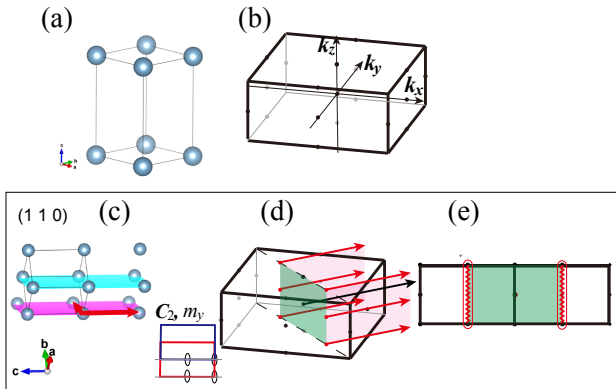 (a)
(b)
k_z
k_y
k_x
c
b
a
(1 1 0)
(c)
(d)
(e)
C_2, m_y
b
a
c